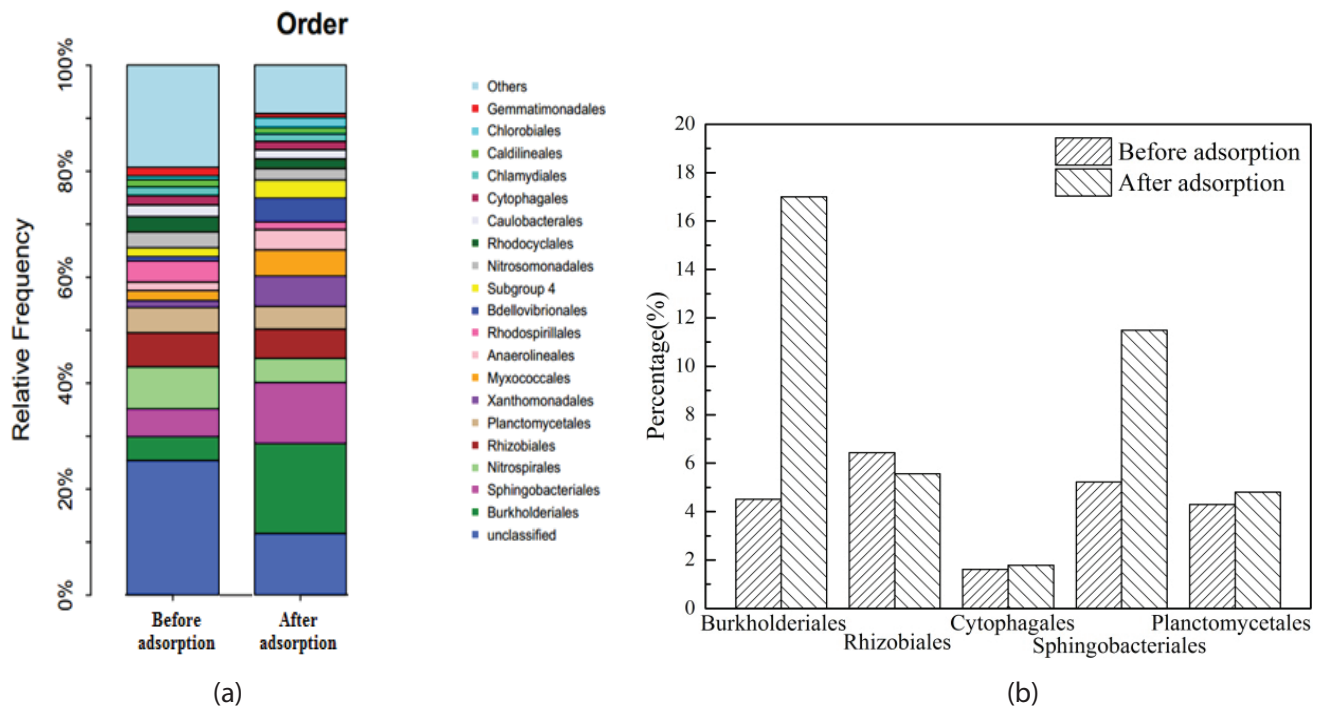 Order
Relative Frequency
100%
80%
60%
40%
20%
0%
Before
adsorption
After
adsorption
Others
Gemmatimonadales
Chlorobiales
Caldilineales
Chlamydiales
Cytophagales
Caulobacterales
Rhodocyclales
Nitrosomonadales
Subgroup 4
Bdellovibrionales
Rhodospirillales
Anaerolineales
Myxococcales
Xanthomonadales
Planctomycetales
Rhizobiales
Nitrospirales
Sphingobacteriales
Burkholderiales
unclassified
(a)
Percentage(%)
20
18
16
14
12
10
8
6
4
2
0
Before adsorption
After adsorption
Burkholderiales
Rhizobiales
Cytophagales
Sphingobacteriales
Planctomycetales
(b)